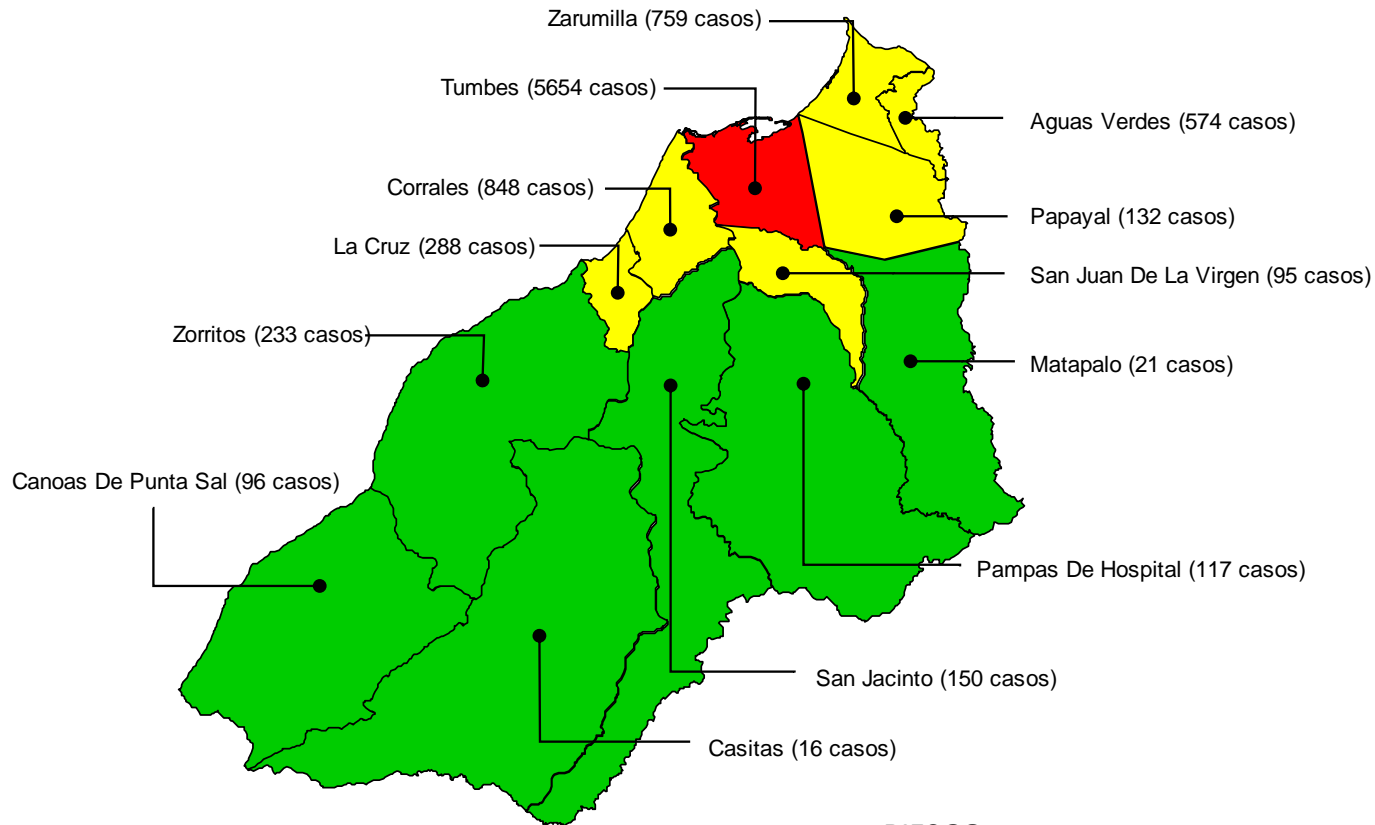 Zarumilla (759 casos)
Tumbes (5654 casos)
Aguas Verdes (574 casos)
Corrales (848 casos)
Papayal (132 casos)
La Cruz (288 casos)
San Juan De La Virgen (95 casos)
Zorritos (233 casos)
Matapalo (21 casos)
Canoas De Punta Sal (96 casos)
Pampas De Hospital (117 casos)
San Jacinto (150 casos)
Casitas (16 casos)